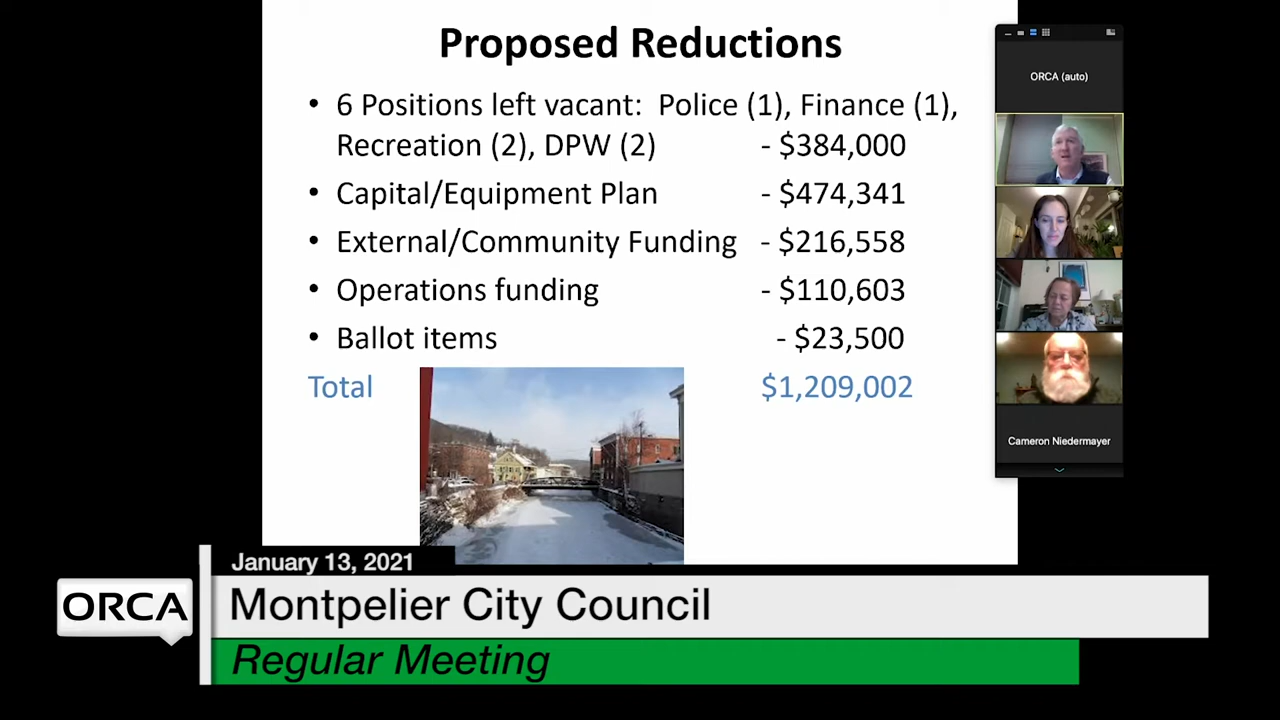 Proposed Reductions
• 6 Positions left vacant: Police (1), Finance (1),
Recreation (2), DPW (2) - $384,000
• Capital/Equipment Plan - $474,341
• External/Community Funding - $216,558
• Operations funding - $110,603
• Ballot items - $23,500
Total $1,209,002
ORCA (auto)
Cameron Niedermayer
January 13, 2021
ORCA
Montpelier City Council
Regular Meeting